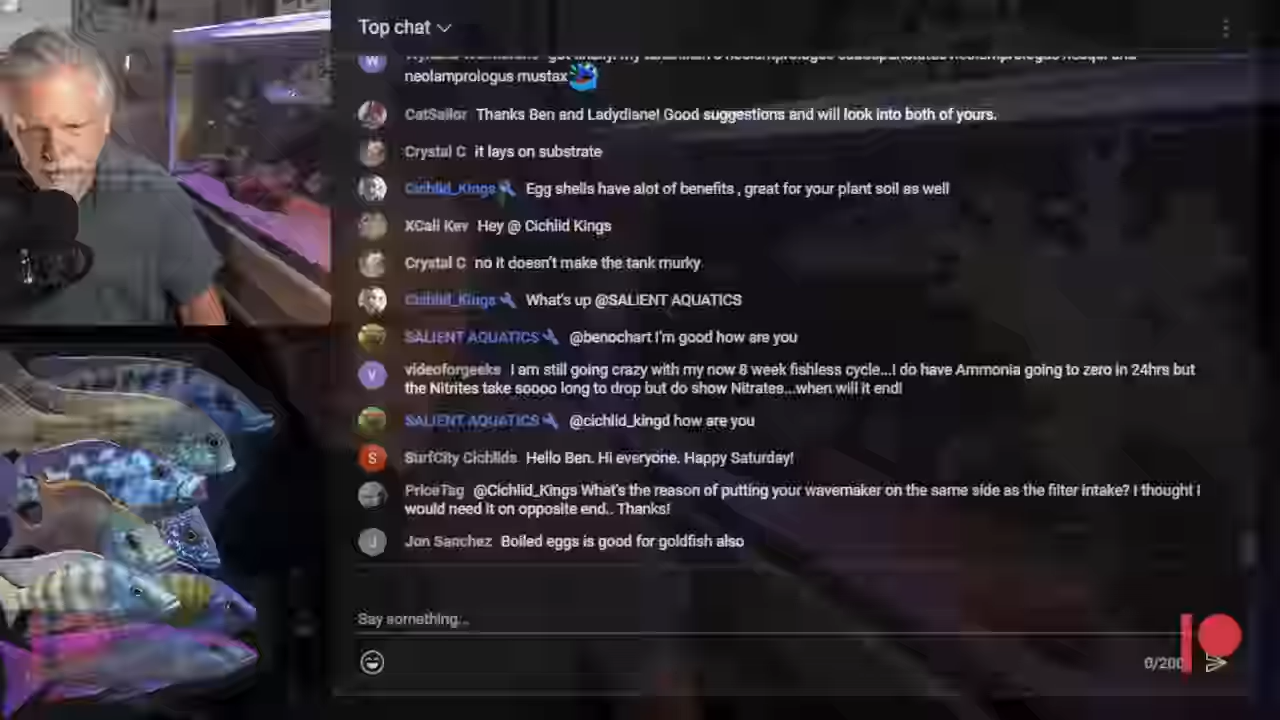 Top chat
neolamprologus mustax
CatSailor Thanks Ben and Ladydiane! Good suggestions and will look into both of yours.
Crystal C it lays on substrate
Cichlid_Kings Egg shells have alot of benefits , great for your plant soil as well
XCali Kev Hey @ Cichlid Kings
Crystal C no it doesn't make the tank murky
Cichlid_Kings What's up @SALIENT AQUATICS
SALIENT AQUATICS @benochart I'm good how are you
V videoforgeeks I am still going crazy with my now 8 week fishless cycle...I do have Ammonia going to zero in 24hrs but
the Nitrites take soooo long to drop but do show Nitrates...when will it end!
SALIENT AQUATICS @cichlid_kingd how are you
S SurfCity Cichlids Hello Ben. Hi everyone. Happy Saturday!
PriceTag @Cichlid_Kings What's the reason of putting your wavemaker on the same side as the filter intake? I thought I
would need it on opposite end.. Thanks!
J Jon Sanchez Boiled eggs is good for goldfish also
Say something...
0/200